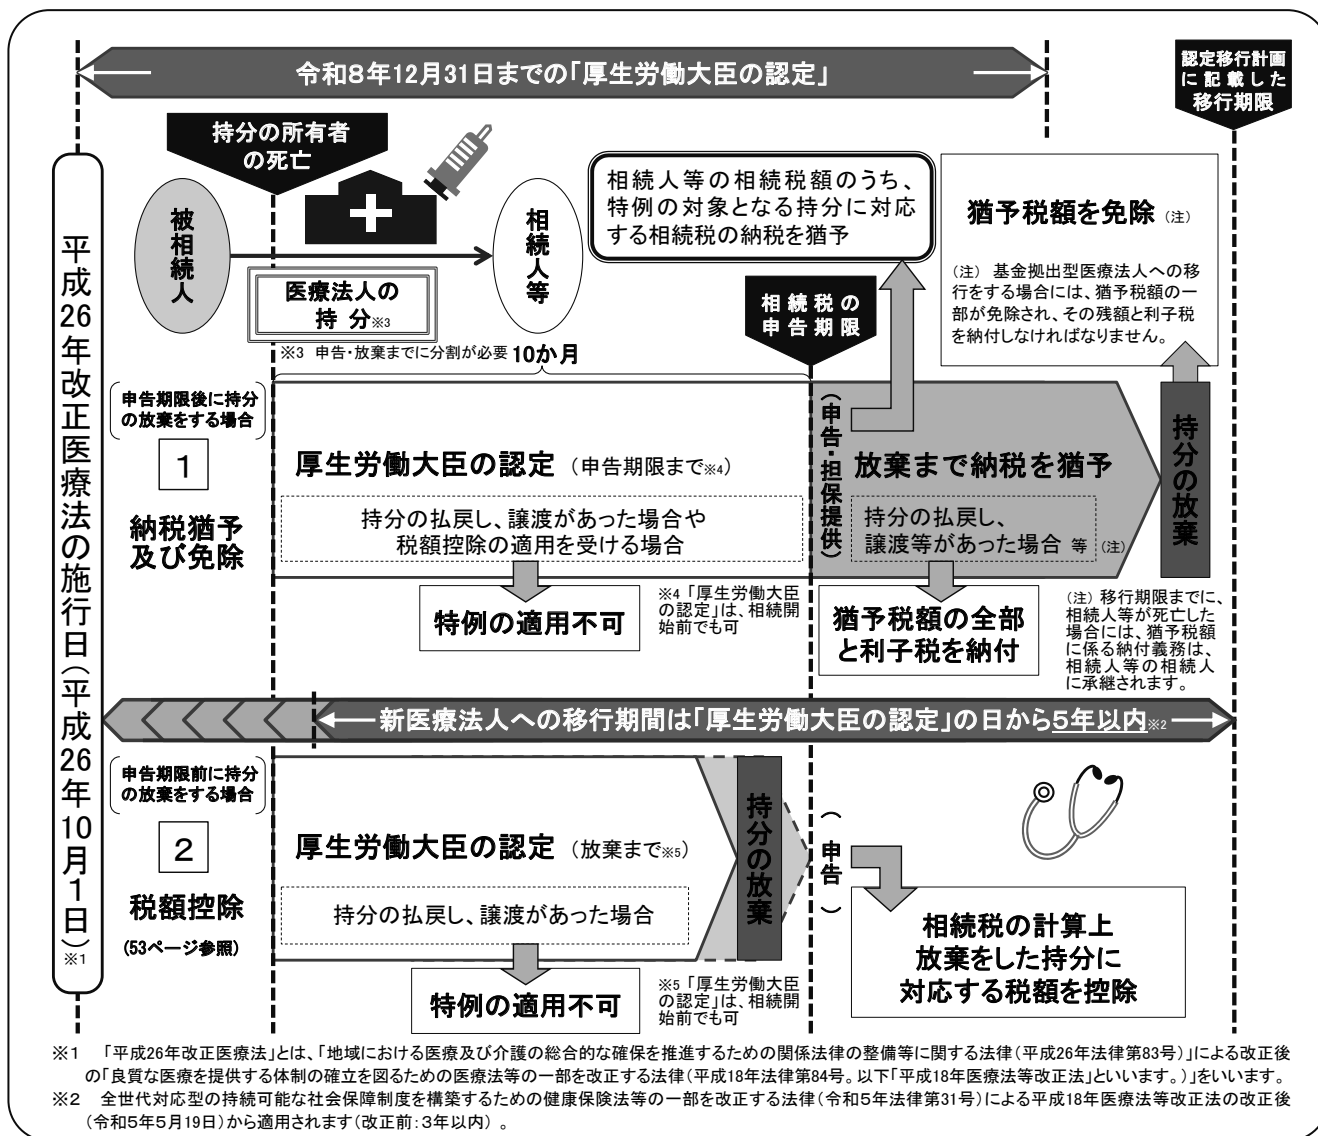 令和8年12月31日までの「厚生労働大臣の認定」
認定移行計画
に記載した
移行期限
持分の所有者
の死亡
被相続人
相続人等
医療法人の
持 分※3
※3 申告・放棄までに分割が必要
10か月
相続人等の相続税額のうち、
特例の対象となる持分に対応
する相続税の納税を猶予
相続税の
申告期限
猶予税額を免除（注）
（注） 基金拠出型医療法人への移
行をする場合には、猶予税額の一
部が免除され、その残額と利子税
を納付しなければなりません。
平成26年改正医療法の施行日（平成26年10月1日）※1
申告期限後に持分
の放棄をする場合
1
納税猶予
及び免除
厚生労働大臣の認定（申告期限まで※4）
持分の払戻し、譲渡があった場合や
税額控除の適用を受ける場合
特例の適用不可
※4 「厚生労働大臣
の認定」は、相続開
始前でも可
（申告・担保提供）
放棄まで納税を猶予
持分の払戻し、
譲渡等があった場合 等（注）
猶予税額の全部
と利子税を納付
持分の放棄
（注） 移行期限までに、
相続人等が死亡した
場合には、猶予税額
に係る納付義務は、
相続人等の相続人
に承継されます。
新医療法人への移行期間は「厚生労働大臣の認定」の日から5年以内※2
申告期限前に持分
の放棄をする場合
2
税額控除
（53ページ参照）
厚生労働大臣の認定（放棄まで※5）
持分の払戻し、譲渡があった場合
特例の適用不可
※5 「厚生労働大臣
の認定」は、相続開
始前でも可
持分の放棄
（申告）
相続税の計算上
放棄をした持分に
対応する税額を控除
※1 「平成26年改正医療法」とは、「地域における医療及び介護の総合的な確保を推進するための関係法律の整備等に関する法律（平成26年法律第83号）」による改正後
の「良質な医療を提供する体制の確立を図るための医療法等の一部を改正する法律（平成18年法律第84号。以下「平成18年医療法等改正法」といいます。）」をいいます。
※2 全世代対応型の持続可能な社会保障制度を構築するための健康保険法等の一部を改正する法律（令和5年法律第31号）による平成18年医療法等改正法の改正後
（令和5年5月19日）から適用されます（改正前：3年以内）。